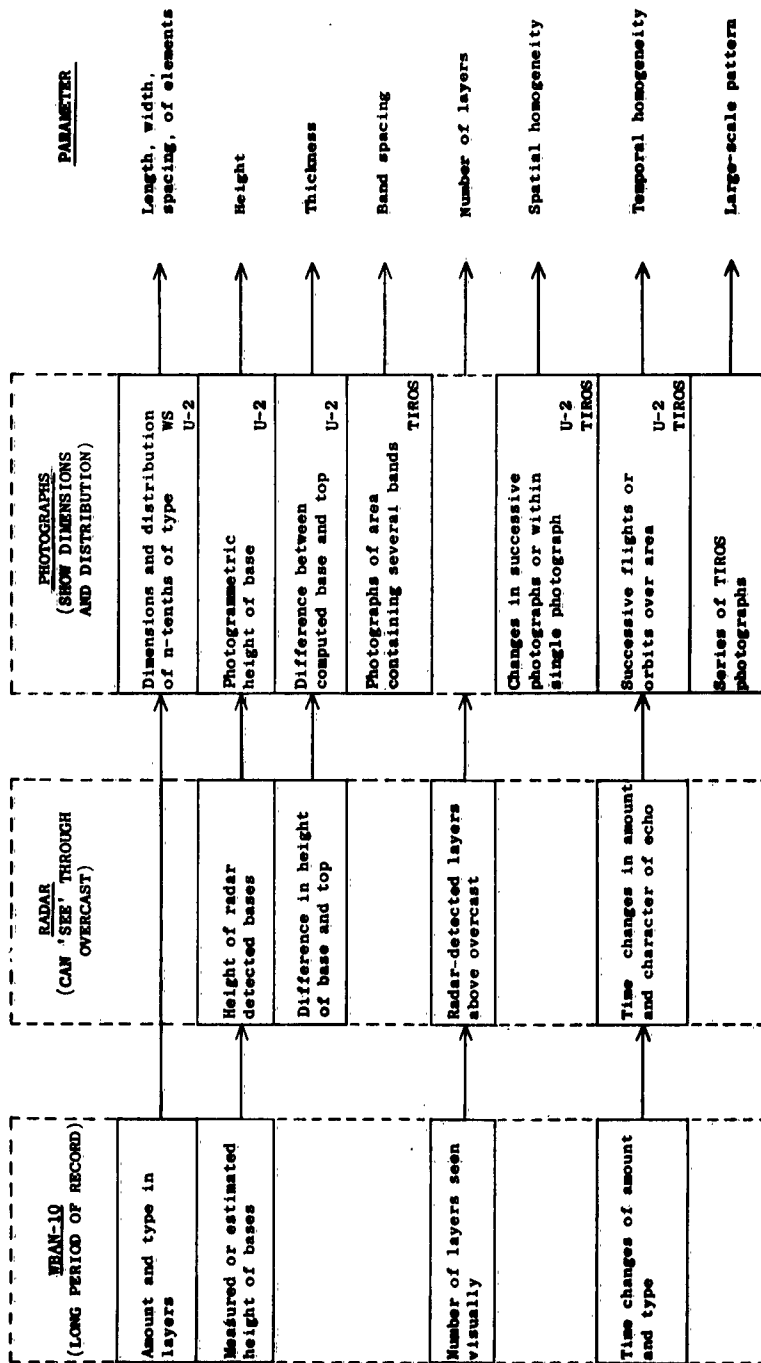 WBAN-10
(LONG PERIOD OF RECORD)
Amount and type in
layers
Measured or estimated
height of bases
Number of layers seen
visually
Time changes of amount
and type
RADAR
(CAN 'SEE' THROUGH
OVERCAST)
Height of radar
detected bases
Difference in height
of base and top
Radar-detected layers
above overcast
Time changes in amount
and character of echo
PHOTOGRAPHS
(SHOW DIMENSIONS
AND DISTRIBUTION)
Dimensions and distribution
of n-tenths of type WS
U-2
Photogrammetric
height of base U-2
Difference between
computed base and top U-2
Photographs of area
containing several bands
TIROS
Changes in successive
photographs or within
single photograph U-2
TIROS
Successive flights or
orbits over area U-2
TIROS
Series of TIROS
photographs
PARAMETER
Length, width,
spacing, of elements
Height
Thickness
Band spacing
Number of layers
Spatial homogeneity
Temporal homogeneity
Large-scale pattern